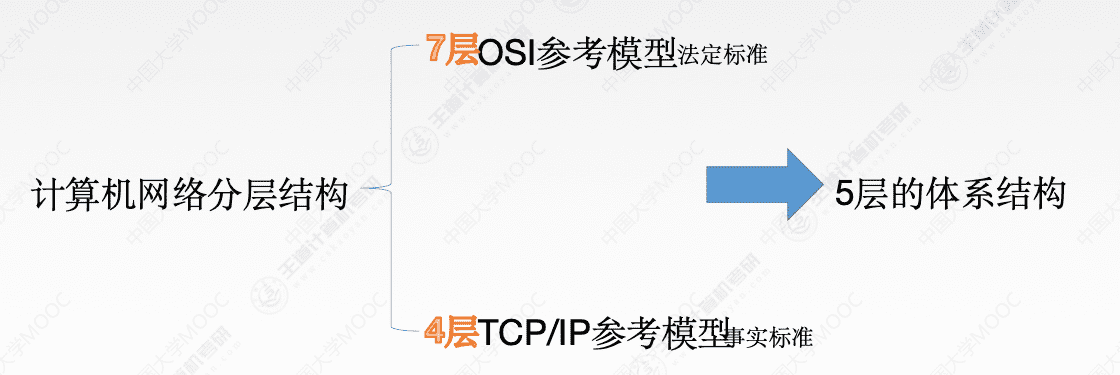 7层OSI参考模型法定标准
计算机网络分层结构
5层的体系结构
4层TCP/IP参考模型事实标准
中国大学MOOC
王道计算机考研